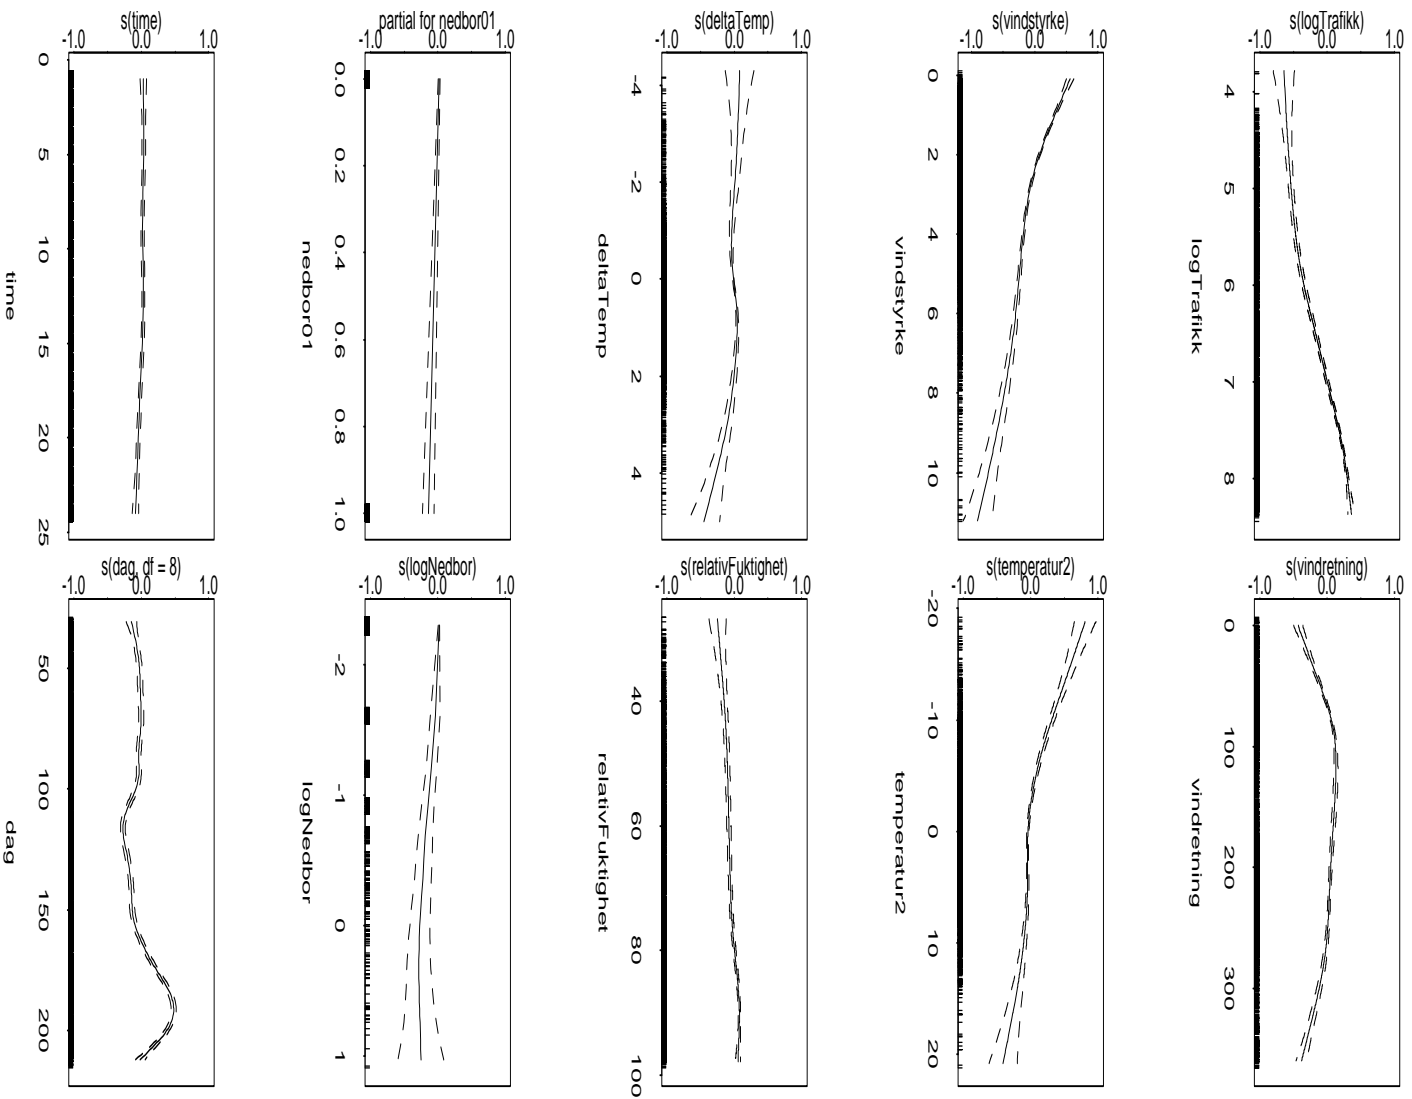 s(time)
-1.0 0.0 1.0
0 5 10 15 20 25
time
partial for nedbor01
-1.0 0.0 1.0
0.0 0.2 0.4 0.6 0.8 1.0
nedbor01
s(deltaTemp)
-1.0 0.0 1.0
-4 -2 0 2 4
deltaTemp
s(vindstyrke)
-1.0 0.0 1.0
0 2 4 6 8 10
vindstyrke
s(logTrafikk)
-1.0 0.0 1.0
4 5 6 7 8
logTrafikk
s(dag, df = 8)
-1.0 0.0 1.0
50 100 150 200
dag
s(logNedbor)
-1.0 0.0 1.0
-2 -1 0 1
logNedbor
s(relativFuktighet)
-1.0 0.0 1.0
40 60 80 100
relativFuktighet
s(temperatur2)
-1.0 0.0 1.0
-20 -10 0 10 20
temperatur2
s(vindretning)
-1.0 0.0 1.0
0 100 200 300
vindretning